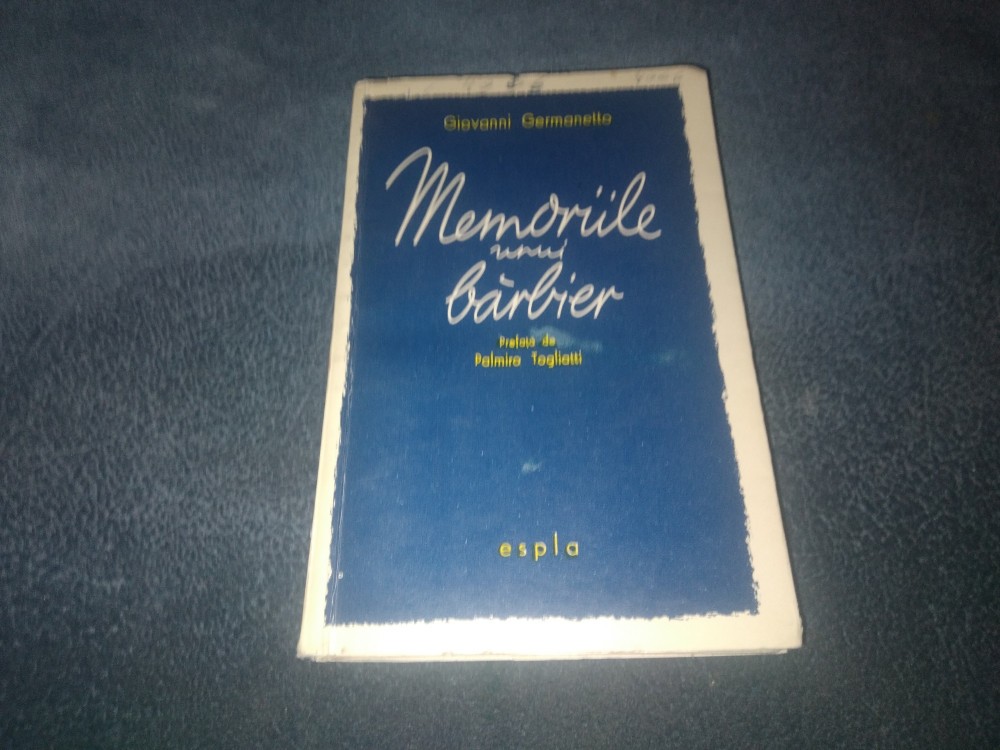 Giovanni Germanetto
Memoriile
unui
bărbier
Prefață de
Palmiro Togliatti
espla